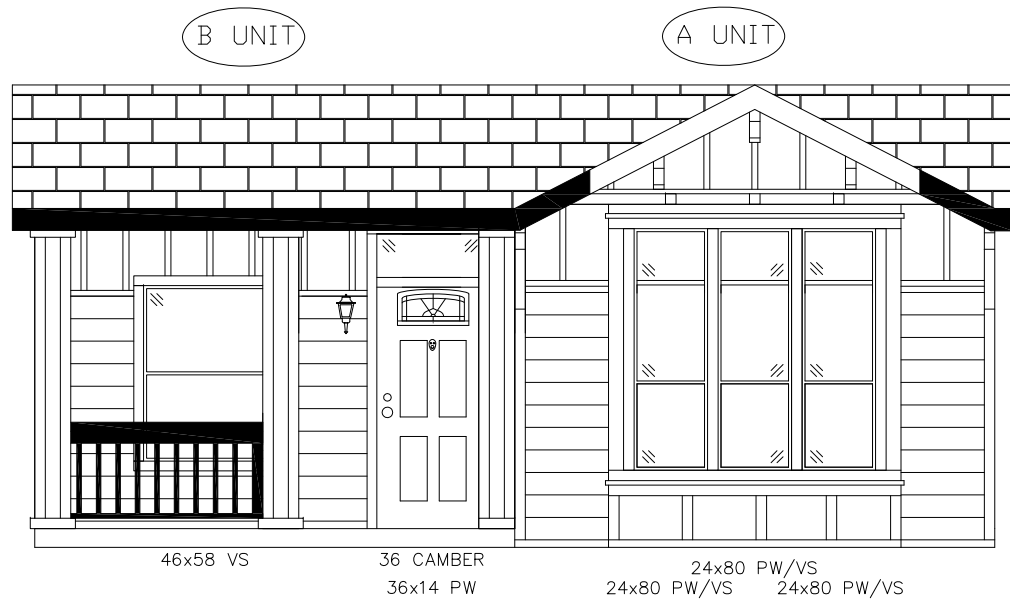 B UNIT
A UNIT
46x58 VS
36 CAMBER
36x14 PW
24x80 PW/VS
24x80 PW/VS
24x80 PW/VS